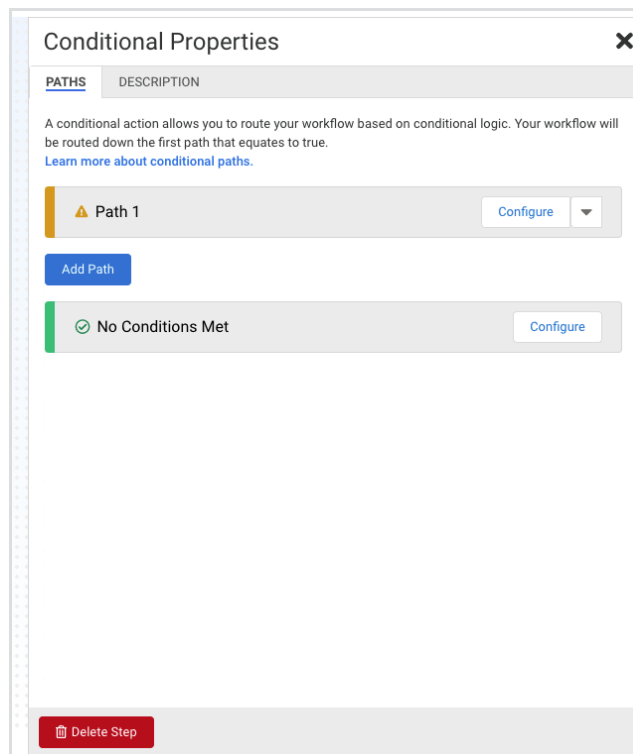 Conditional Properties
PATHS DESCRIPTION
A conditional action allows you to route your workflow based on conditional logic. Your workflow will
be routed down the first path that equates to true.
Learn more about conditional paths.
Path 1 Configure
Add Path
No Conditions Met Configure
Delete Step